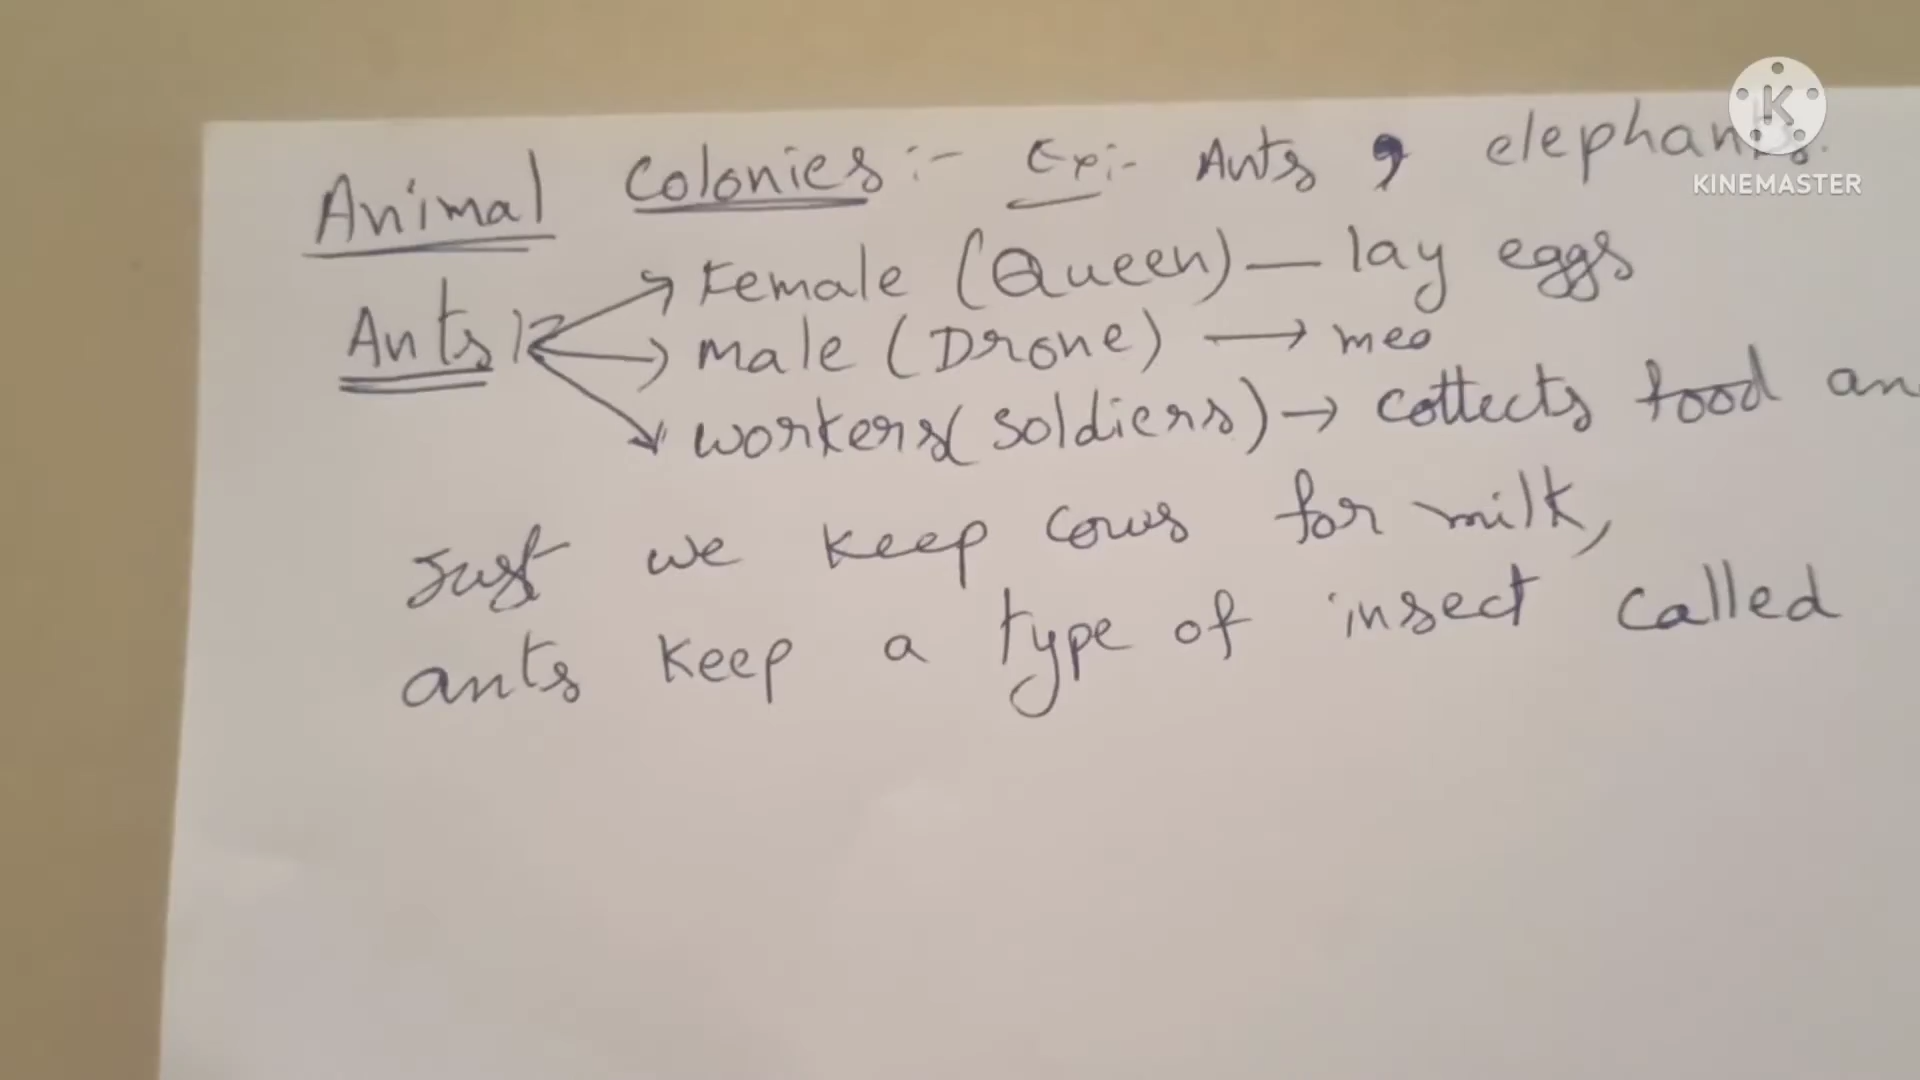 Animal Colonies :- Ex:- Ants , elephants.
Ants Female (Queen) — lay eggs
male (Drone) →
workers (soldiers) → collects food an
Just we keep cows for milk,
ants keep a type of insect called
KINEMASTER